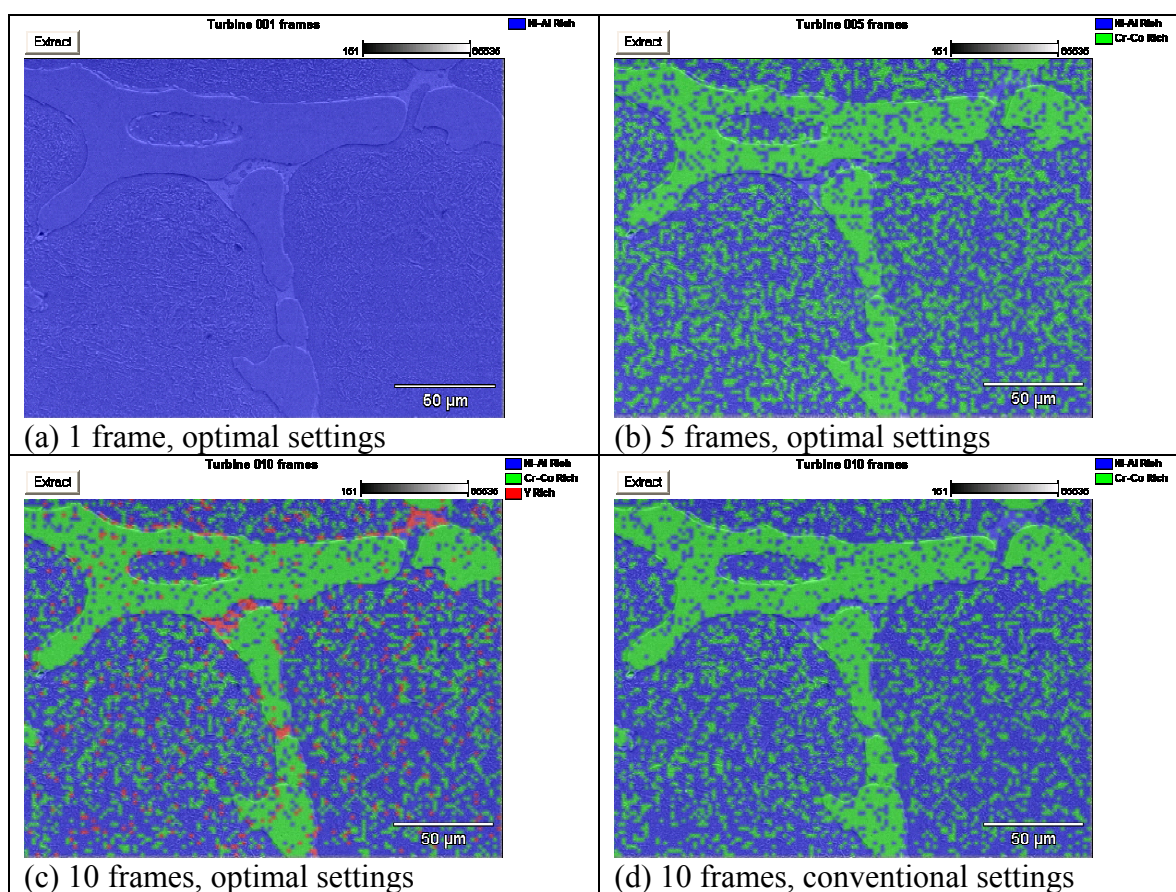 Turbine 001 frames
Ni-Al Rich
Extract
161 65535
50 µm
(a) 1 frame, optimal settings
Turbine 005 frames
Ni-Al Rich
Cr-Co Rich
Extract
161 65535
50 µm
(b) 5 frames, optimal settings
Turbine 010 frames
Ni-Al Rich
Cr-Co Rich
Y Rich
Extract
161 65535
50 µm
(c) 10 frames, optimal settings
Turbine 010 frames
Ni-Al Rich
Cr-Co Rich
Extract
161 65535
50 µm
(d) 10 frames, conventional settings